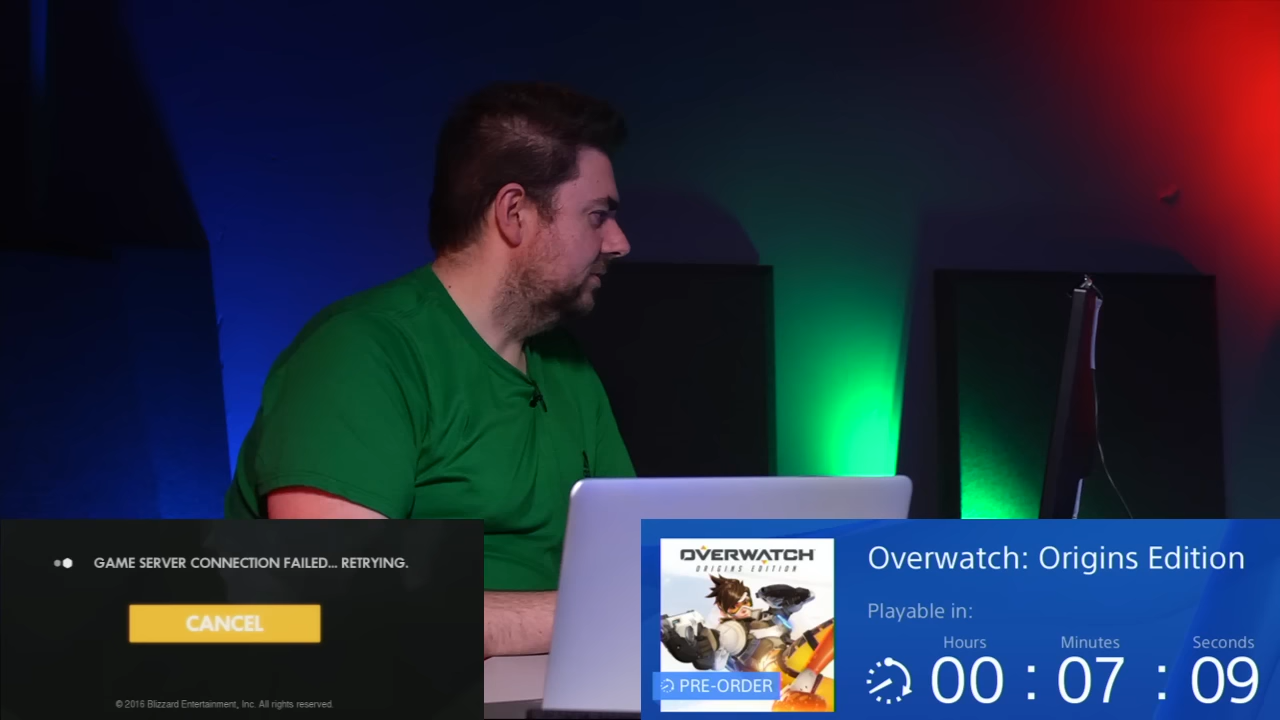 GAME SERVER CONNECTION FAILED... RETRYING.
CANCEL
© 2016 Blizzard Entertainment, Inc. All rights reserved.
OVERWATCH
ORIGINS EDITION
PRE-ORDER
Overwatch: Origins Edition
Playable in:
Hours Minutes Seconds
00 : 07 : 09